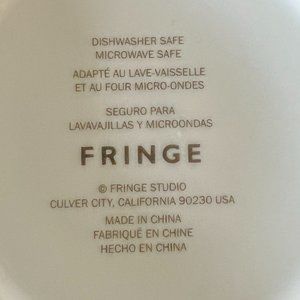 DISHWASHER SAFE
MICROWAVE SAFE
ADAPTÉ AU LAVE-VAISSELLE
ET AU FOUR MICRO-ONDES
SEGURO PARA
LAVAVAJILLAS Y MICROONDAS
FRINGE
© FRINGE STUDIO
CULVER CITY, CALIFORNIA 90230 USA
MADE IN CHINA
FABRIQUÉ EN CHINE
HECHO EN CHINA